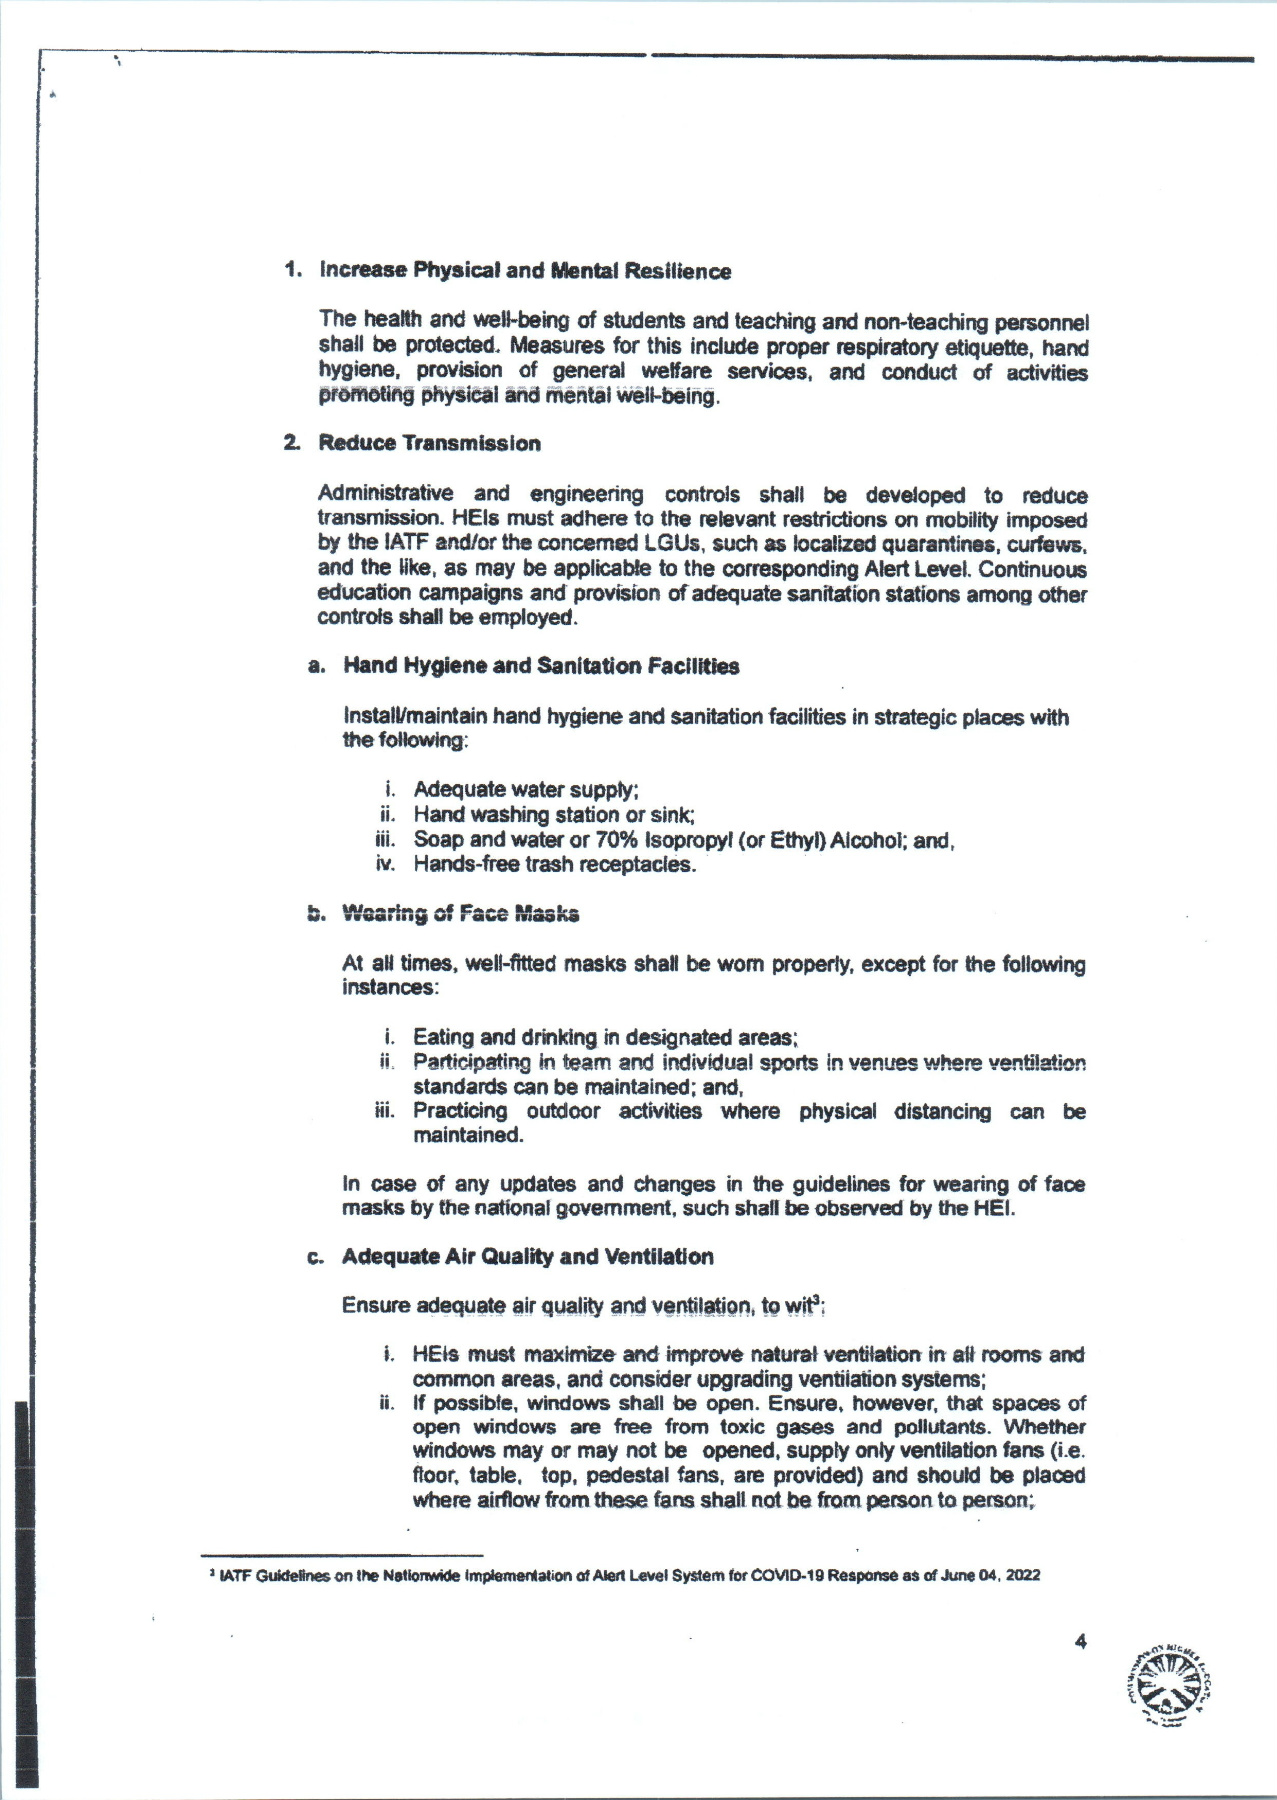 1. Increase Physical and Mental Resilience
The health and well-being of students and teaching and non-teaching personnel
shall be protected. Measures for this include proper respiratory etiquette, hand
hygiene, provision of general welfare services, and conduct of activities
promoting physical and mental well-being.
2. Reduce Transmission
Administrative and engineering controls shall be developed to reduce
transmission. HEIs must adhere to the relevant restrictions on mobility imposed
by the IATF and/or the concerned LGUs, such as localized quarantines, curfews,
and the like, as may be applicable to the corresponding Alert Level. Continuous
education campaigns and provision of adequate sanitation stations among other
controls shall be employed.
a. Hand Hygiene and Sanitation Facilities
Install/maintain hand hygiene and sanitation facilities in strategic places with
the following:
i. Adequate water supply;
ii. Hand washing station or sink;
iii. Soap and water or 70% Isopropyl (or Ethyl) Alcohol; and,
iv. Hands-free trash receptacles.
b. Wearing of Face Masks
At all times, well-fitted masks shall be worn properly, except for the following
instances:
i. Eating and drinking in designated areas;
ii. Participating in team and individual sports in venues where ventilation
standards can be maintained; and,
iii. Practicing outdoor activities where physical distancing can be
maintained.
In case of any updates and changes in the guidelines for wearing of face
masks by the national government, such shall be observed by the HEI.
c. Adequate Air Quality and Ventilation
Ensure adequate air quality and ventilation, to wit³:
i. HEIs must maximize and improve natural ventilation in all rooms and
common areas, and consider upgrading ventilation systems;
ii. If possible, windows shall be open. Ensure, however, that spaces of
open windows are free from toxic gases and pollutants. Whether
windows may or may not be opened, supply only ventilation fans (i.e.
floor, table, top, pedestal fans, are provided) and should be placed
where airflow from these fans shall not be from person to person;
³ IATF Guidelines on the Nationwide Implementation of Alert Level System for COVID-19 Response as of June 04, 2022
4